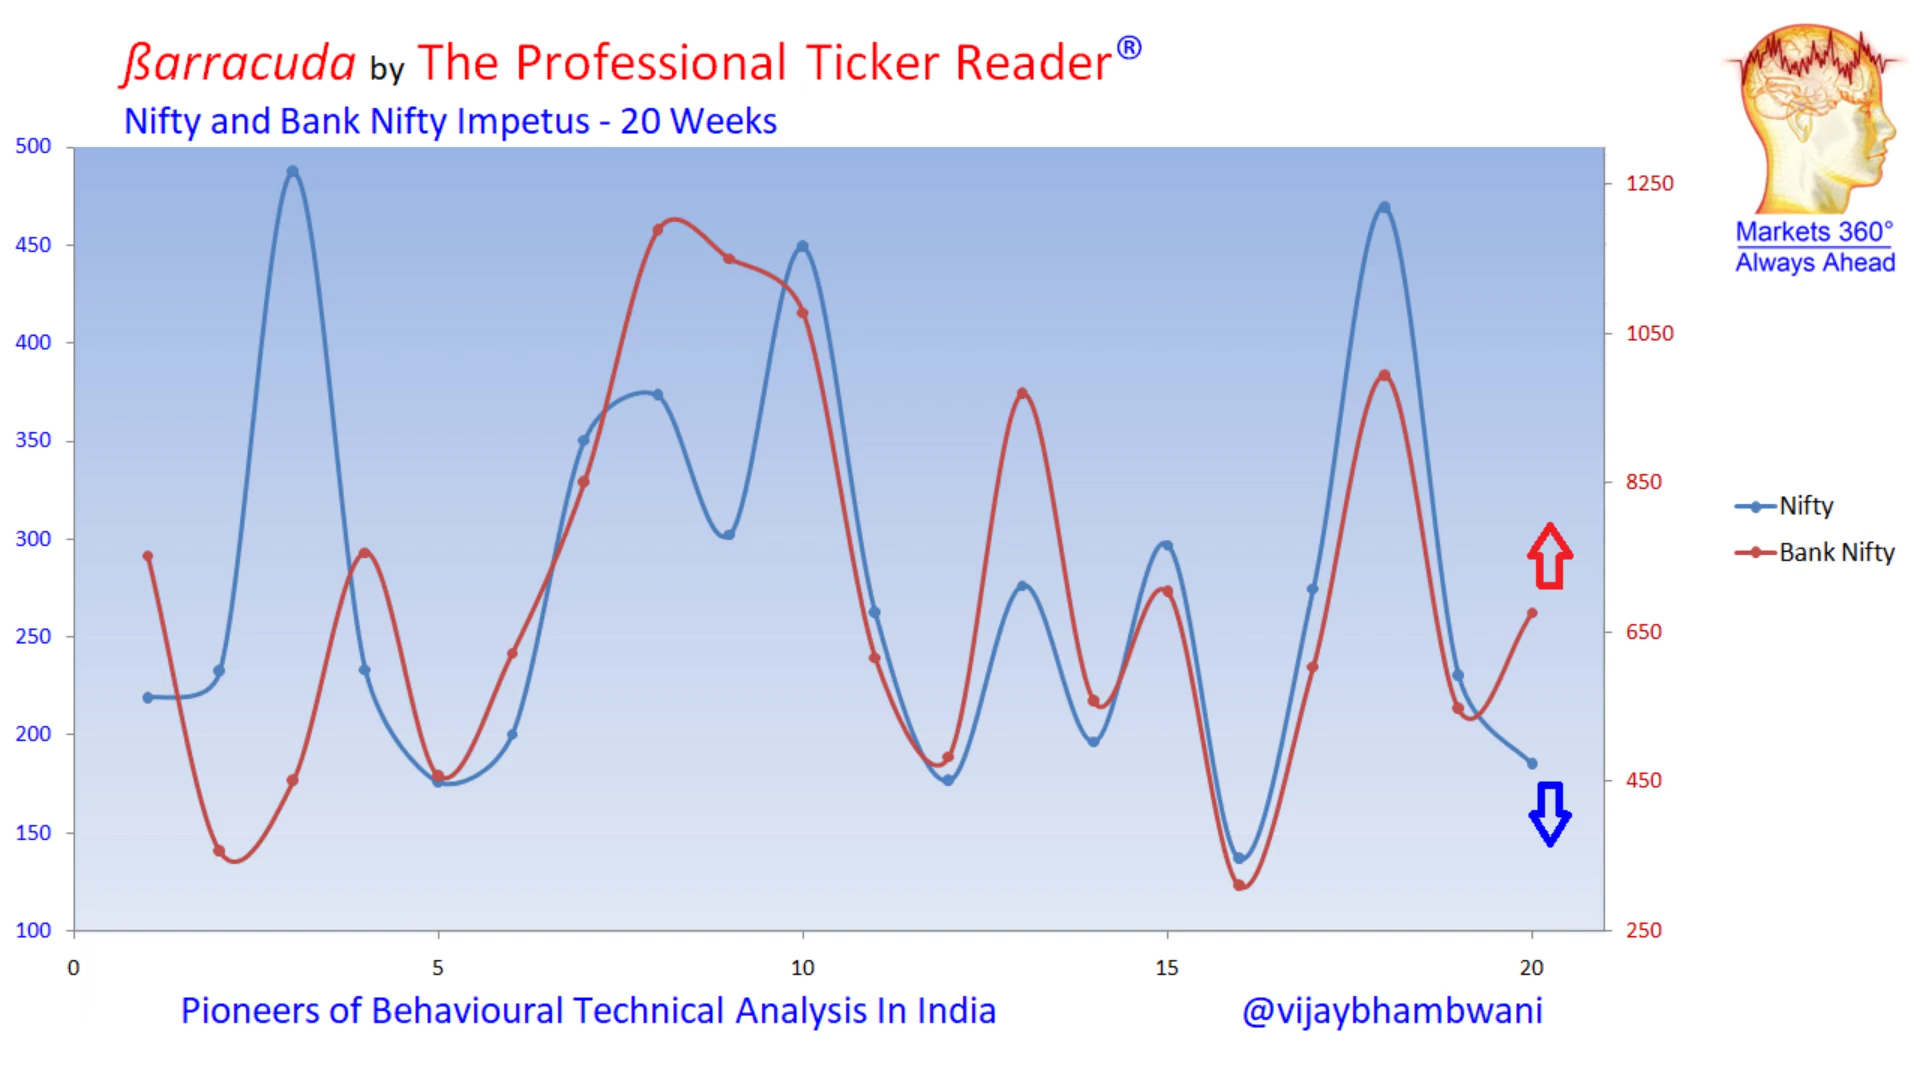 ßarracuda by The Professional Ticker Reader®
Nifty and Bank Nifty Impetus - 20 Weeks
Markets 360°
Always Ahead
500
450
400
350
300
250
200
150
100
1250
1050
850
650
450
250
Nifty
Bank Nifty
0 5 10 15 20
Pioneers of Behavioural Technical Analysis In India @vijaybhambwani